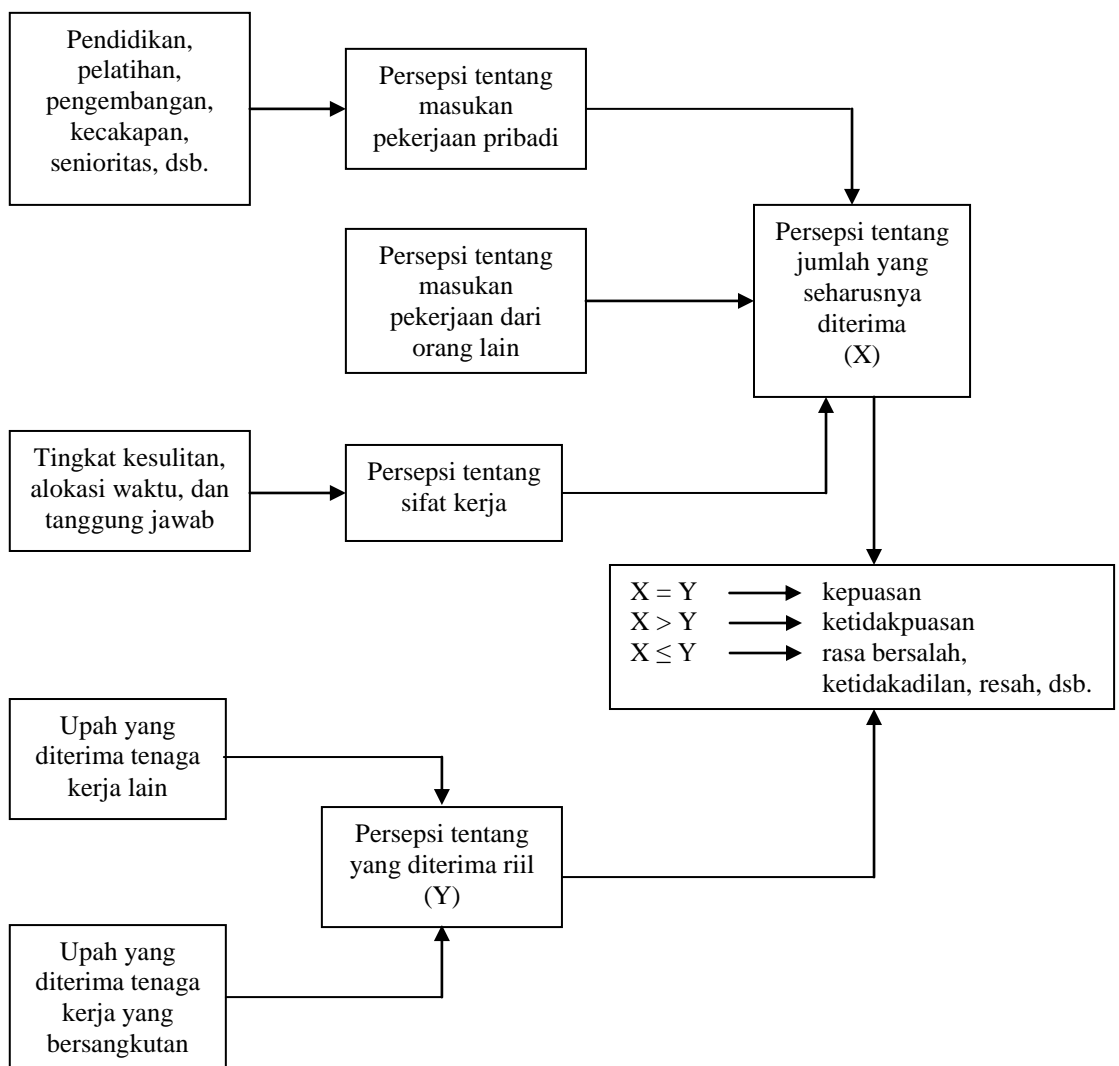 Pendidikan,
pelatihan,
pengembangan,
kecakapan,
senioritas, dsb.
Persepsi tentang
masukan
pekerjaan pribadi
Persepsi tentang
masukan
pekerjaan dari
orang lain
Persepsi tentang
jumlah yang
seharusnya
diterima
(X)
Tingkat kesulitan,
alokasi waktu, dan
tanggung jawab
Persepsi tentang
sifat kerja
X = Y kepuasan
X > Y ketidakpuasan
X ≤ Y rasa bersalah,
ketidakadilan, resah, dsb.
Upah yang
diterima tenaga
kerja lain
Persepsi tentang
yang diterima riil
(Y)
Upah yang
diterima tenaga
kerja yang
bersangkutan